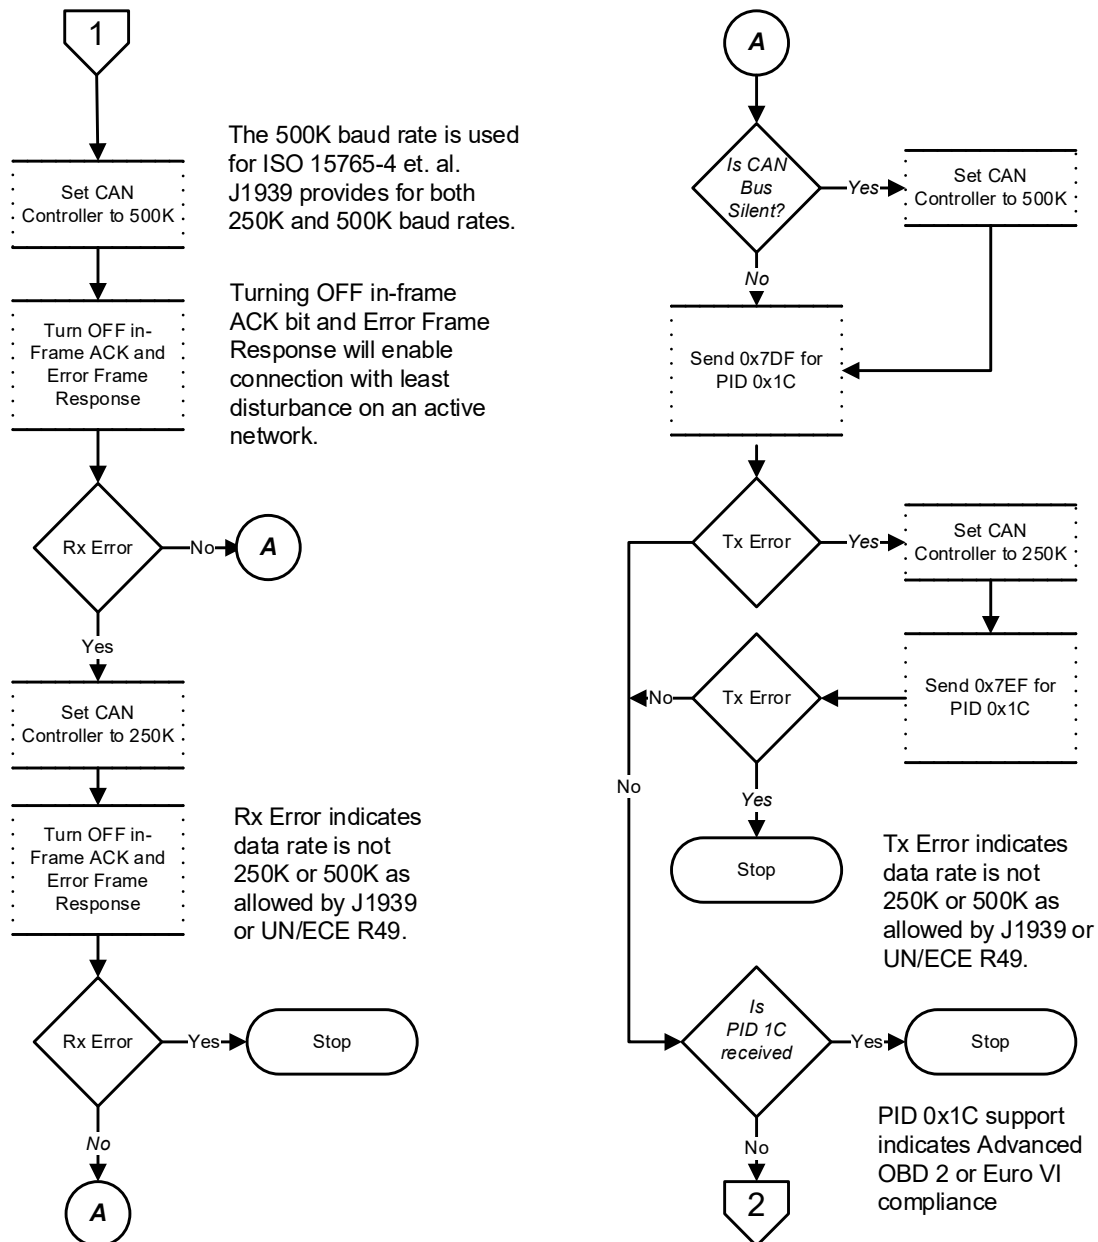 1
Set CAN
Controller to 500K
The 500K baud rate is used
for ISO 15765-4 et. al.
J1939 provides for both
250K and 500K baud rates.
Turn OFF in-
Frame ACK and
Error Frame
Response
Turning OFF in-frame
ACK bit and Error Frame
Response will enable
connection with least
disturbance on an active
network.
Rx Error
No
A
Yes
Set CAN
Controller to 250K
Turn OFF in-
Frame ACK and
Error Frame
Response
Rx Error indicates
data rate is not
250K or 500K as
allowed by J1939
or UN/ECE R49.
Rx Error
Yes
Stop
No
A
A
Is CAN
Bus
Silent?
Yes
Set CAN
Controller to 500K
No
Send 0x7DF for
PID 0x1C
Tx Error
Yes
Set CAN
Controller to 250K
Send 0x7EF for
PID 0x1C
Tx Error
No
No
Yes
Stop
Tx Error indicates
data rate is not
250K or 500K as
allowed by J1939 or
UN/ECE R49.
Is
PID 1C
received
Yes
Stop
No
PID 0x1C support
indicates Advanced
OBD 2 or Euro VI
compliance
2